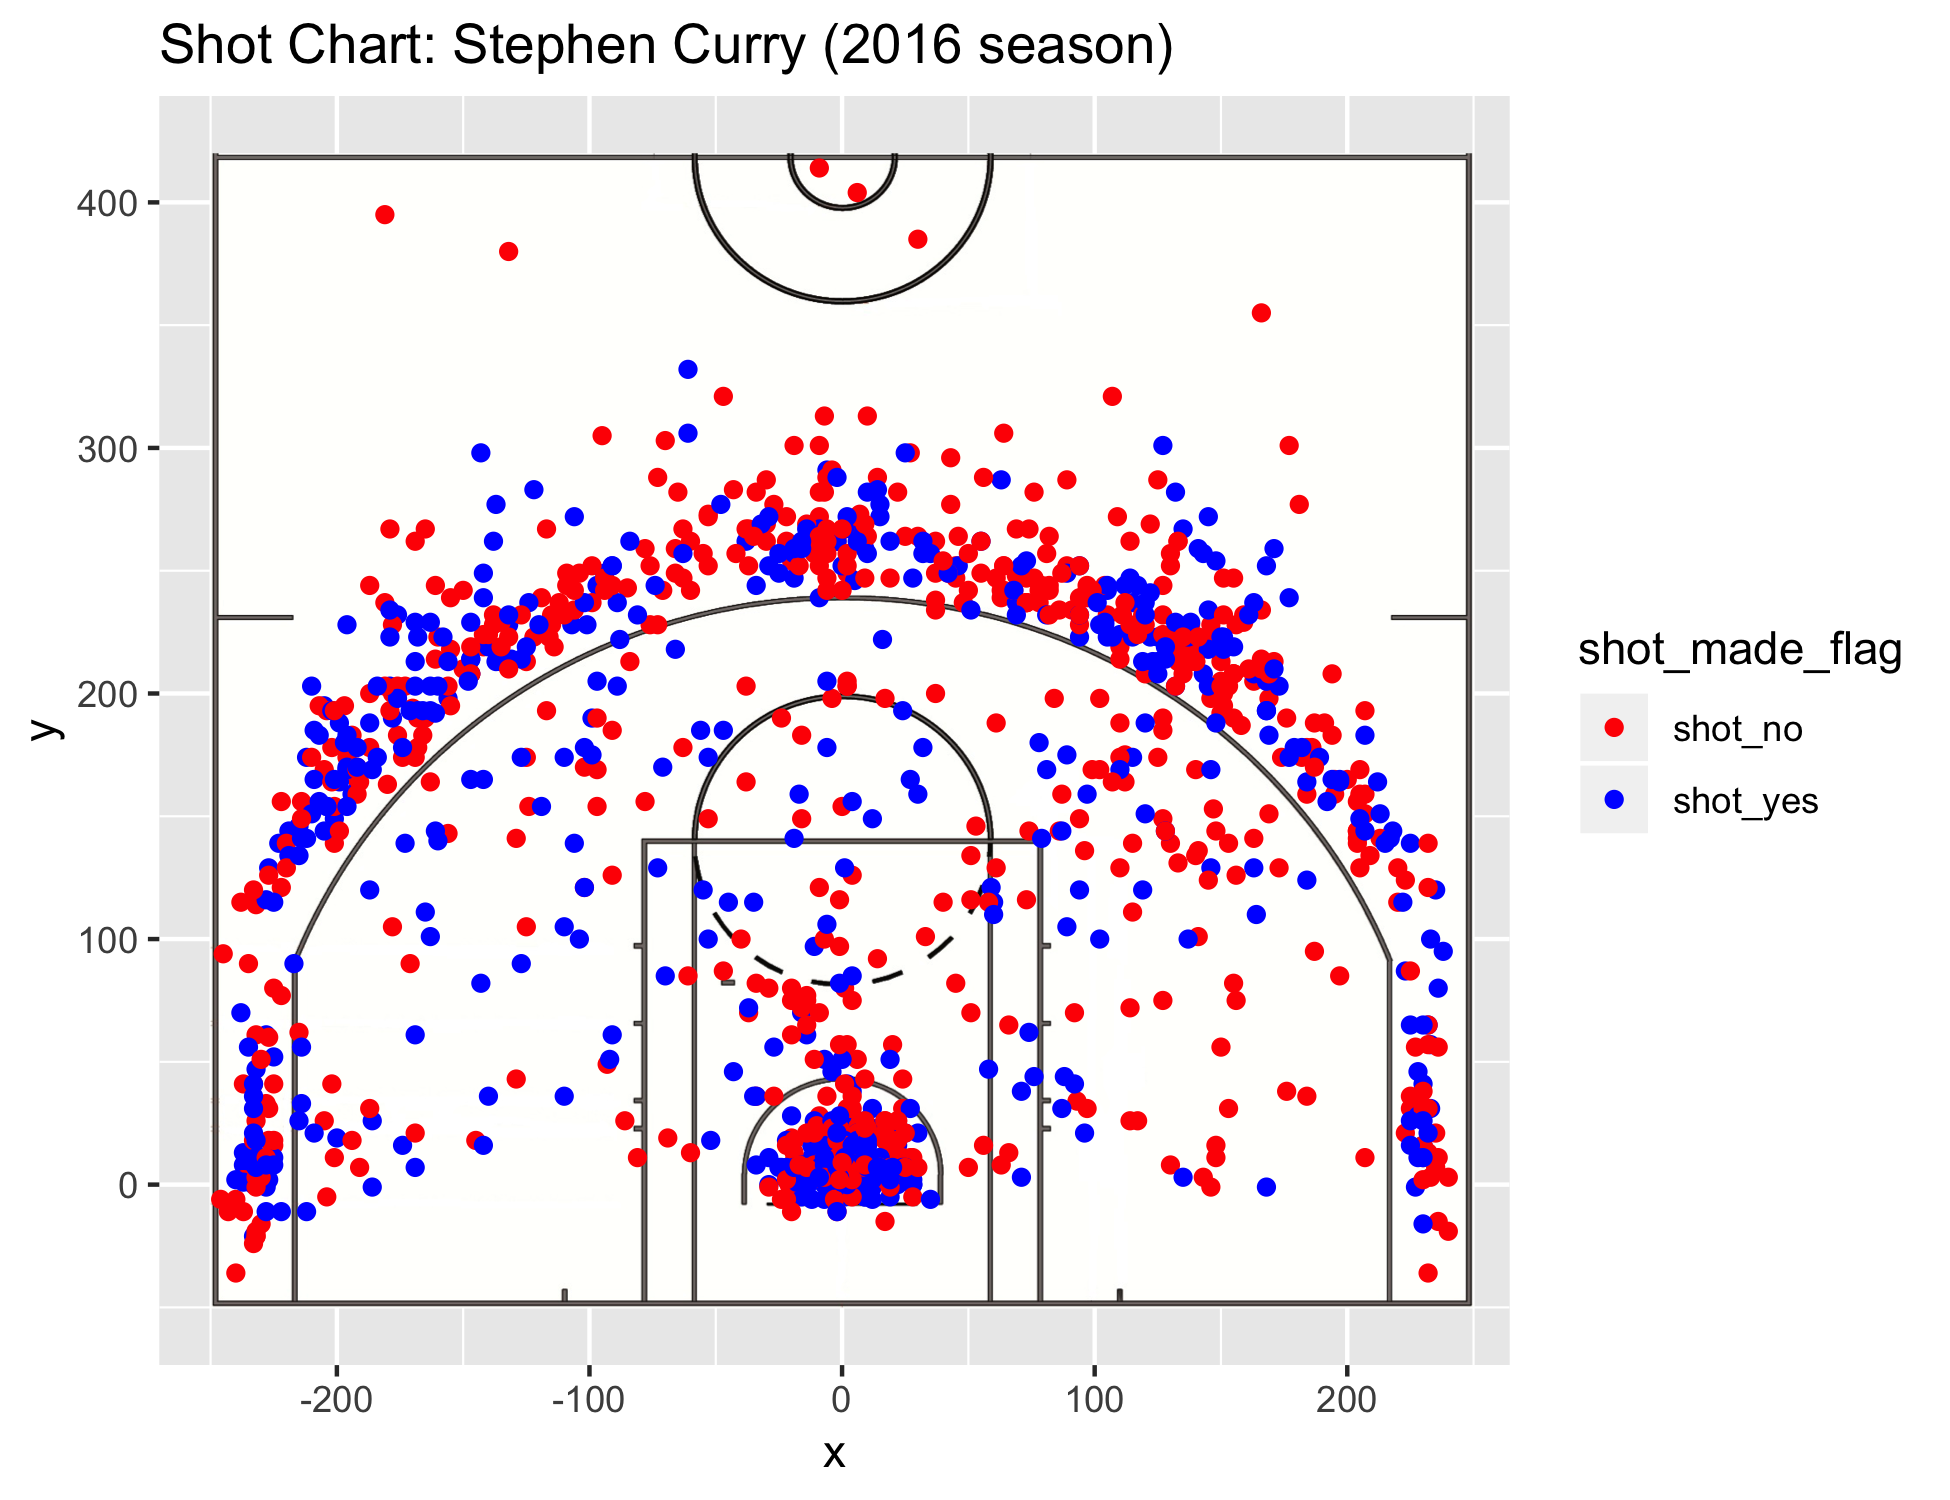 Shot Chart: Stephen Curry (2016 season)
400
300
200
100
0
y
-200 -100 0 100 200
x
shot_made_flag
shot_no
shot_yes